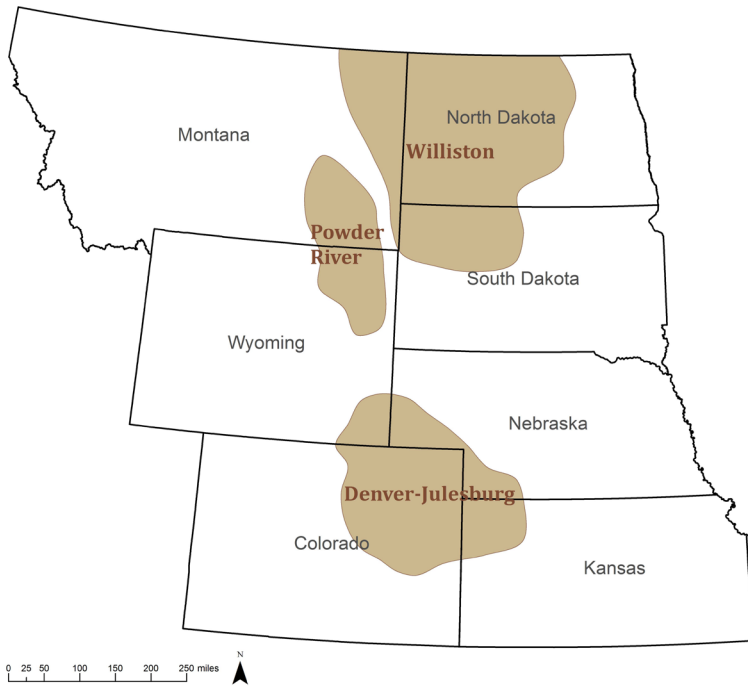 North Dakota
Montana
Williston
Powder
River
South Dakota
Wyoming
Nebraska
Denver-Julesburg
Colorado
Kansas
0 25 50 100 150 200 250 miles
N